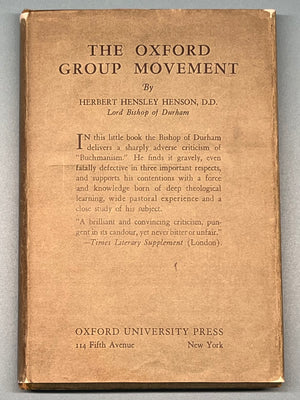 THE OXFORD
GROUP MOVEMENT
By
HERBERT HENSLEY HENSON, D.D.
Lord Bishop of Durham
IN this little book the Bishop of Durham
delivers a sharply adverse criticism of
"Buchmanism." He finds it gravely, even
fatally defective in three important respects,
and supports his contentions with a force
and knowledge born of deep theological
learning, wide pastoral experience and a
close study of his subject.
"A brilliant and convincing criticism, pun-
gent in its candour, yet never bitter or unfair."
—Times Literary Supplement (London).
OXFORD UNIVERSITY PRESS
114 Fifth Avenue New York